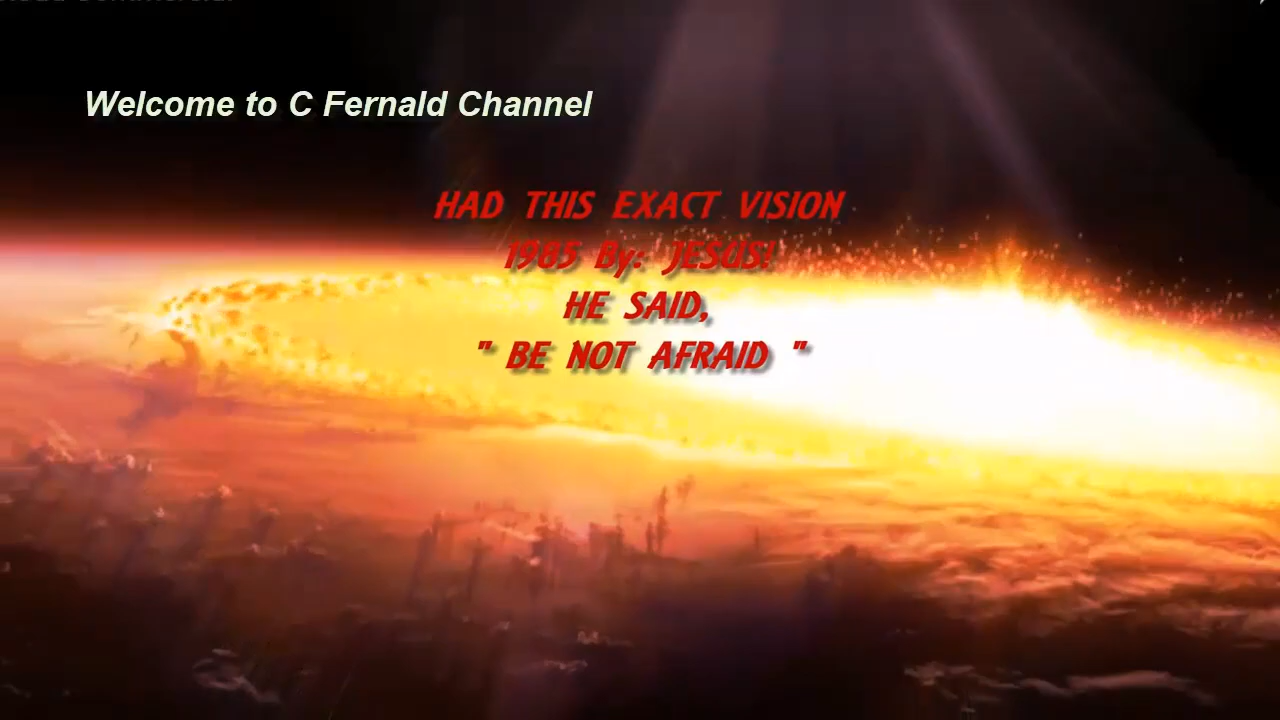 Welcome to C Fernald Channel
HAD THIS EXACT VISION
1985 By: JESUS!
HE SAID,
" BE NOT AFRAID "